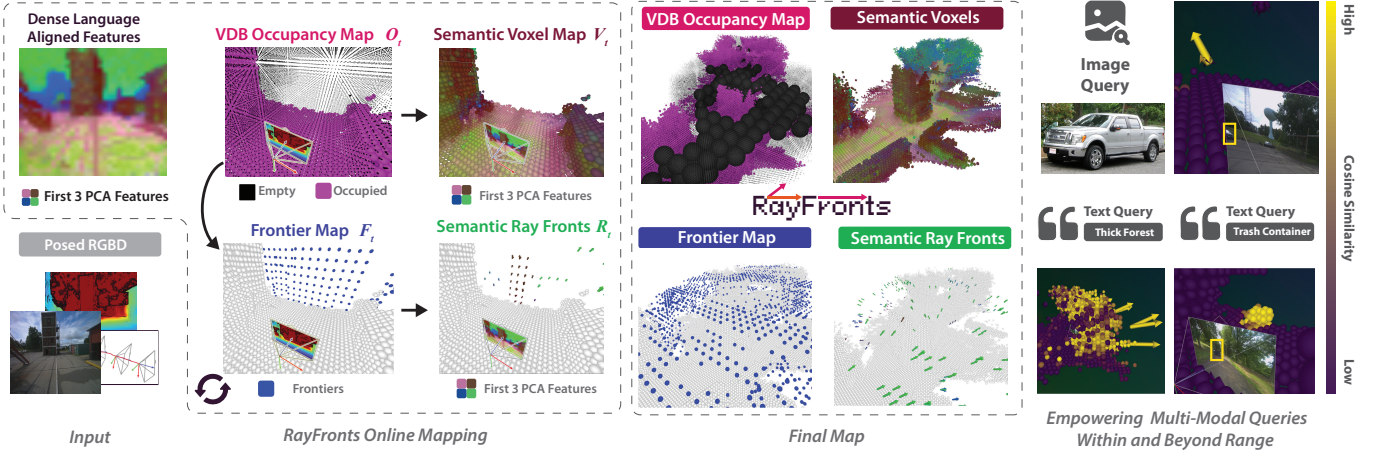 Dense Language
Aligned Features
First 3 PCA Features
Posed RGBD
Input
VDB Occupancy Map O_t
Semantic Voxel Map V_t
Empty
Occupied
First 3 PCA Features
Frontier Map F_t
Semantic Ray Fronts R_t
Frontiers
First 3 PCA Features
RayFronts Online Mapping
VDB Occupancy Map
Semantic Voxels
RayFronts
Frontier Map
Semantic Ray Fronts
Final Map
Image
Query
Text Query
Thick Forest
Text Query
Trash Container
High
Cosine Similarity
Low
Empowering Multi-Modal Queries
Within and Beyond Range